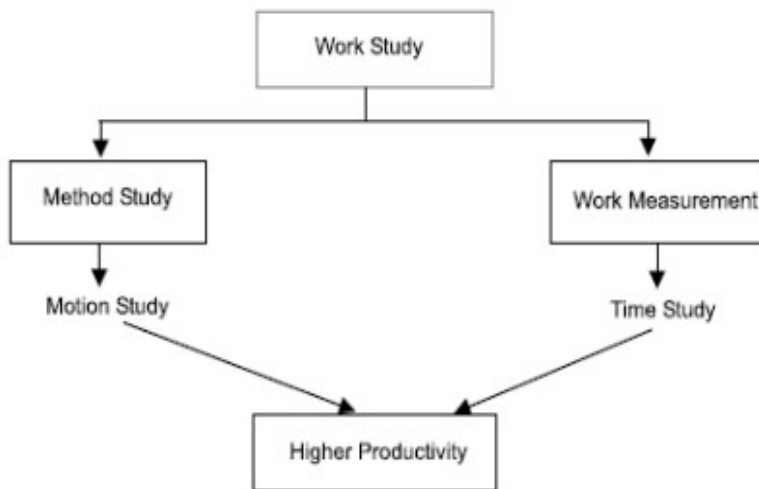 Work Study
Method Study
Work Measurement
Motion Study
Time Study
Higher Productivity